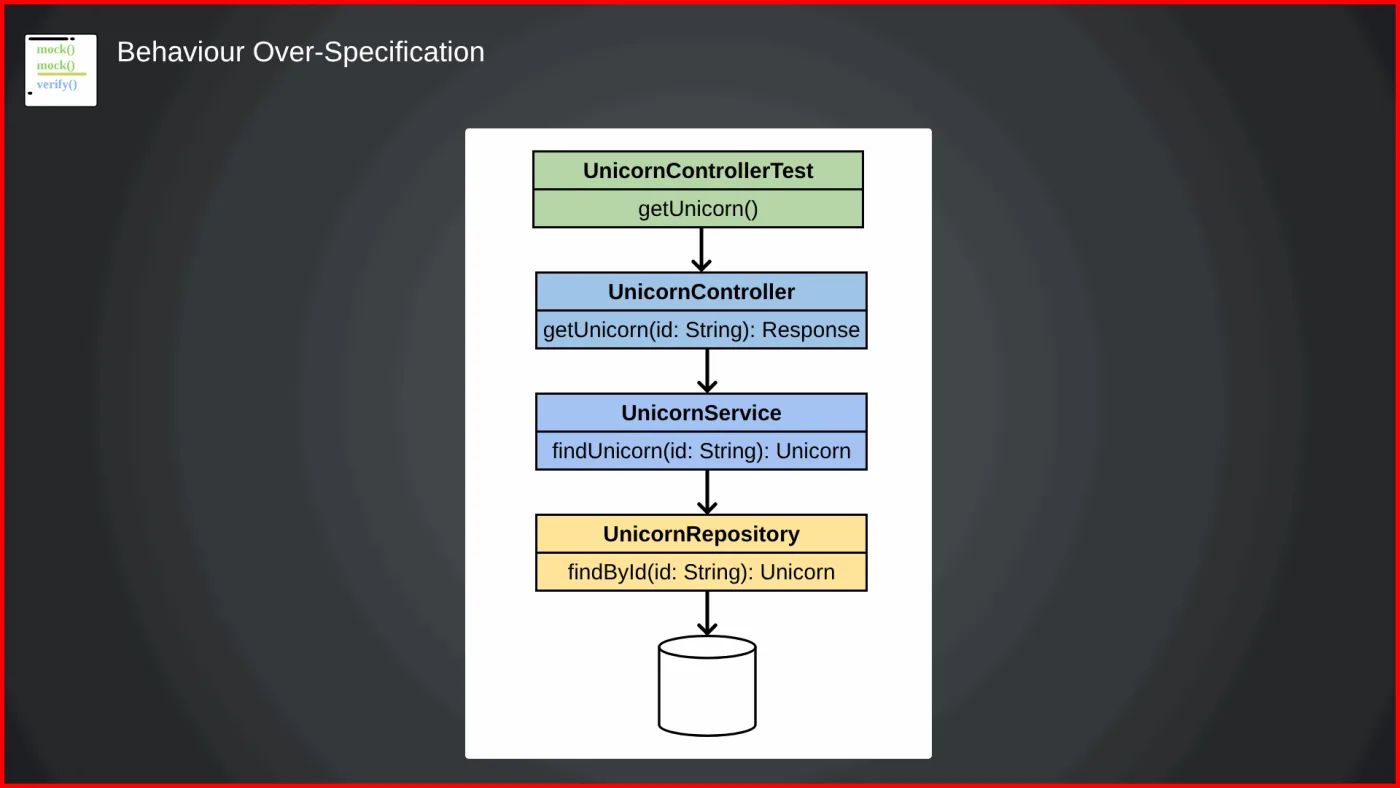 mock()
mock()
verify()
Behaviour Over-Specification
UnicornControllerTest
getUnicorn()
UnicornController
getUnicorn(id: String): Response
UnicornService
findUnicorn(id: String): Unicorn
UnicornRepository
findById(id: String): Unicorn